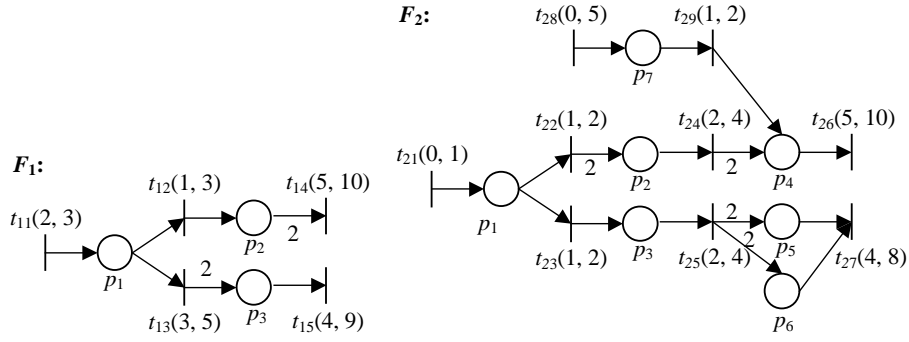 F₂:
t₂₈(0, 5) t₂₉(1, 2)
p₇
t₂₂(1, 2) t₂₄(2, 4) t₂₆(5, 10)
t₂₁(0, 1)
2 2
p₁ p₂ p₄
2
2
t₂₃(1, 2) p₃ t₂₅(2, 4) p₅ t₂₇(4, 8)
p₆
F₁:
t₁₂(1, 3) t₁₄(5, 10)
t₁₁(2, 3)
p₂ 2
p₁ 2
p₃
t₁₃(3, 5) t₁₅(4, 9)